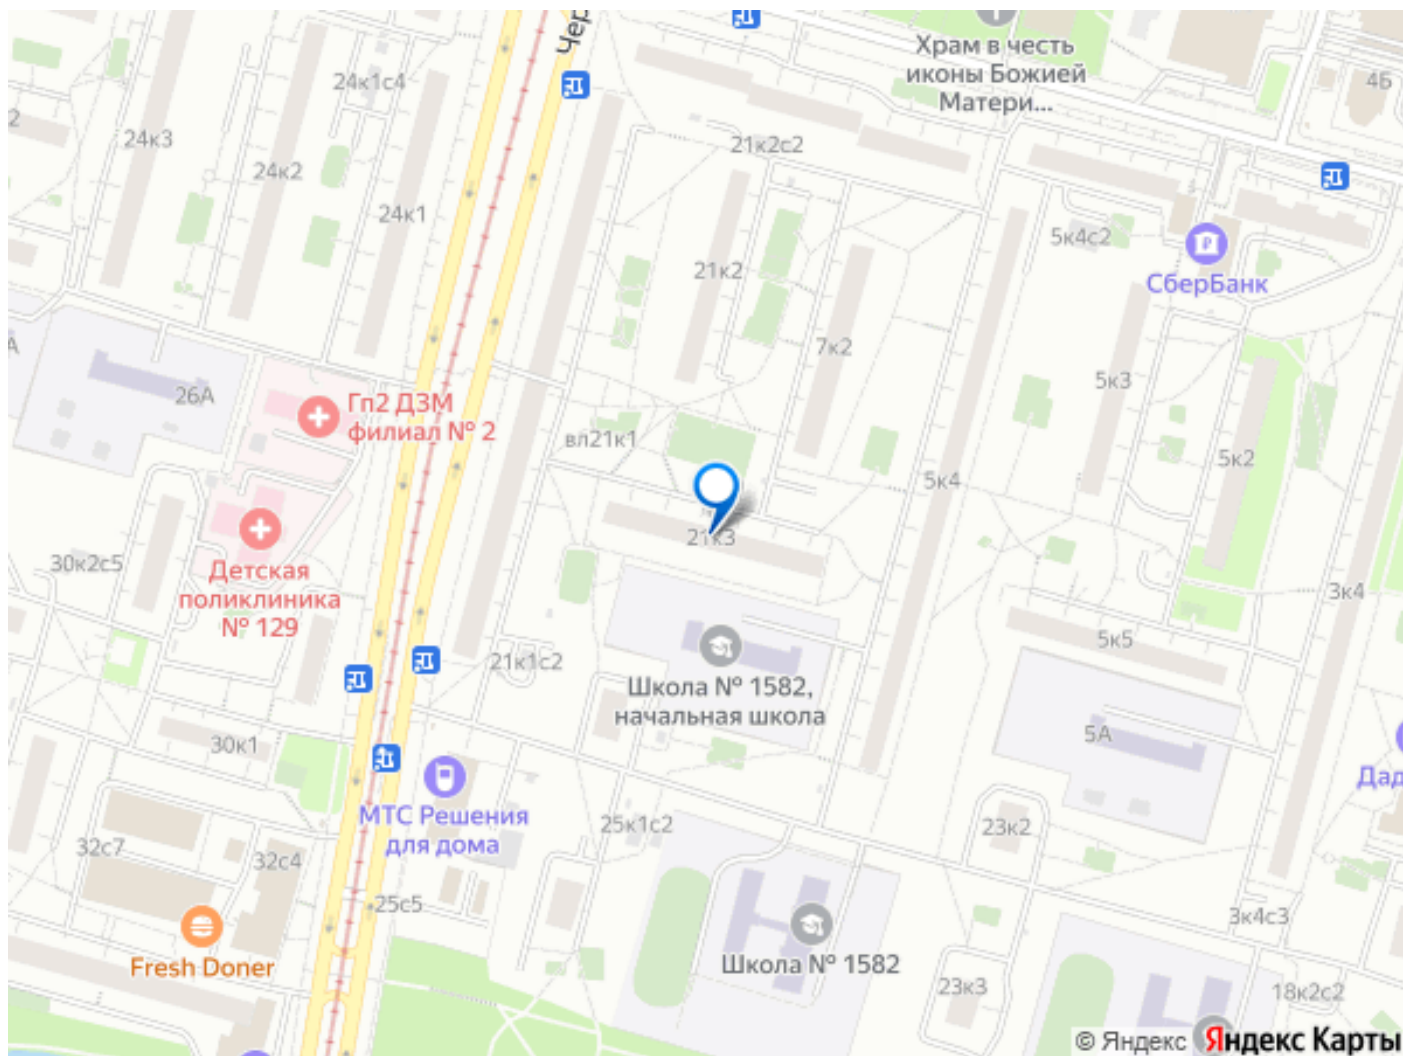 Чер
Храм в честь
иконы Божией
Матери...
4Б
24к1с4
2
24к3
21к2с2
24к2
24к1
5к4с2
21к2
СберБанк
7к2
А
5к3
26А
Гп2 ДЗМ
филиал № 2
вл21к1
5к2
5к4
21к3
30к2с5
Детская
поликлиника
№ 129
3к4
5к5
21к1с2
Школа № 1582,
начальная школа
30к1
5А
Дад
МТС Решения
для дома
25к1с2
23к2
32с7
32с4
25с5
3к4с3
Fresh Doner
Школа № 1582
23к3
18к2с2
© Яндекс Яндекс Карты